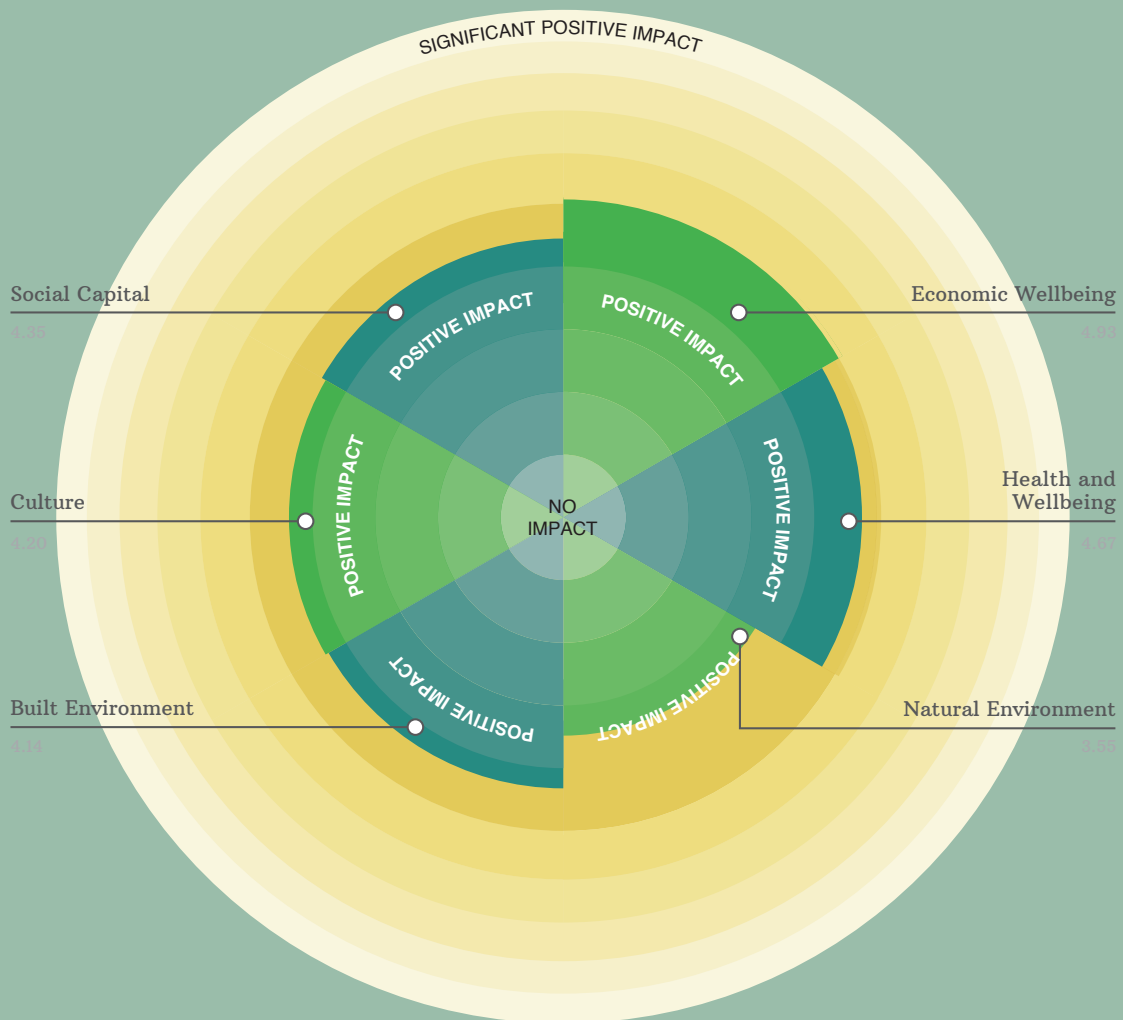 SIGNIFICANT POSITIVE IMPACT
Social Capital
4.35
POSITIVE IMPACT
POSITIVE IMPACT
Economic Wellbeing
4.93
Culture
4.20
POSITIVE IMPACT
NO
IMPACT
POSITIVE IMPACT
Health and
Wellbeing
4.67
Built Environment
4.14
POSITIVE IMPACT
POSITIVE IMPACT
Natural Environment
3.55